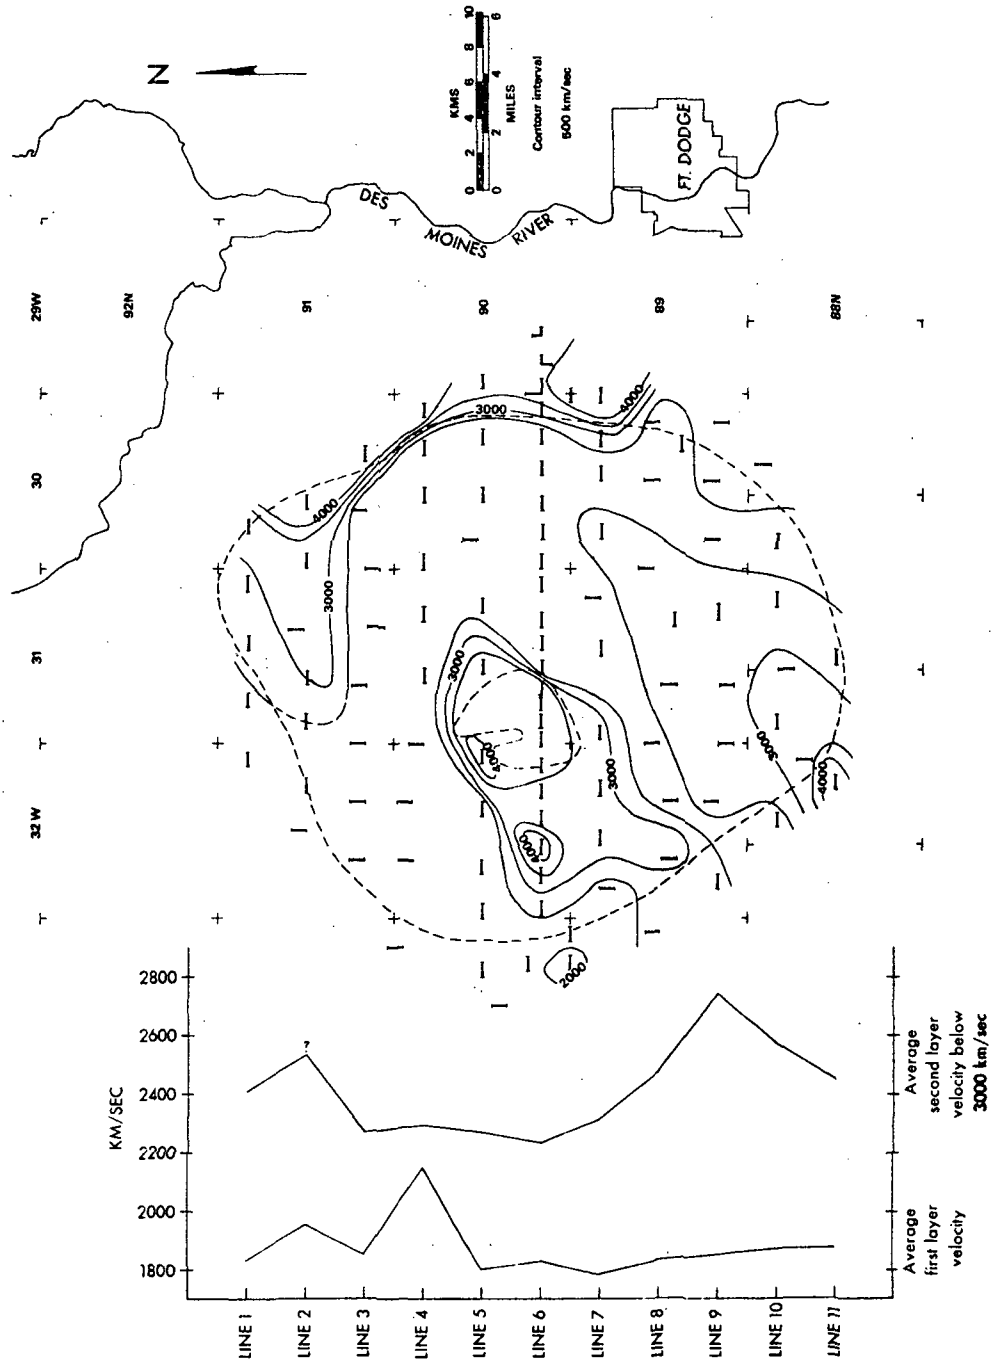 N
KMS
0 2 4 6 8 10
0 2 4 6
MILES
Contour interval
500 km/sec
DES
MOINES
RIVER
FT. DODGE
29W
92N
91
90
89
88N
30
31
32W
4000
3000
3000
4000
3000
4000
4000
3000
3000
4000
2000
KM/SEC
2800
2600
2400
2200
2000
1800
?
Average
second layer
velocity below
3000 km/sec
Average
first layer
velocity
LINE 1
LINE 2
LINE 3
LINE 4
LINE 5
LINE 6
LINE 7
LINE 8
LINE 9
LINE 10
LINE 11